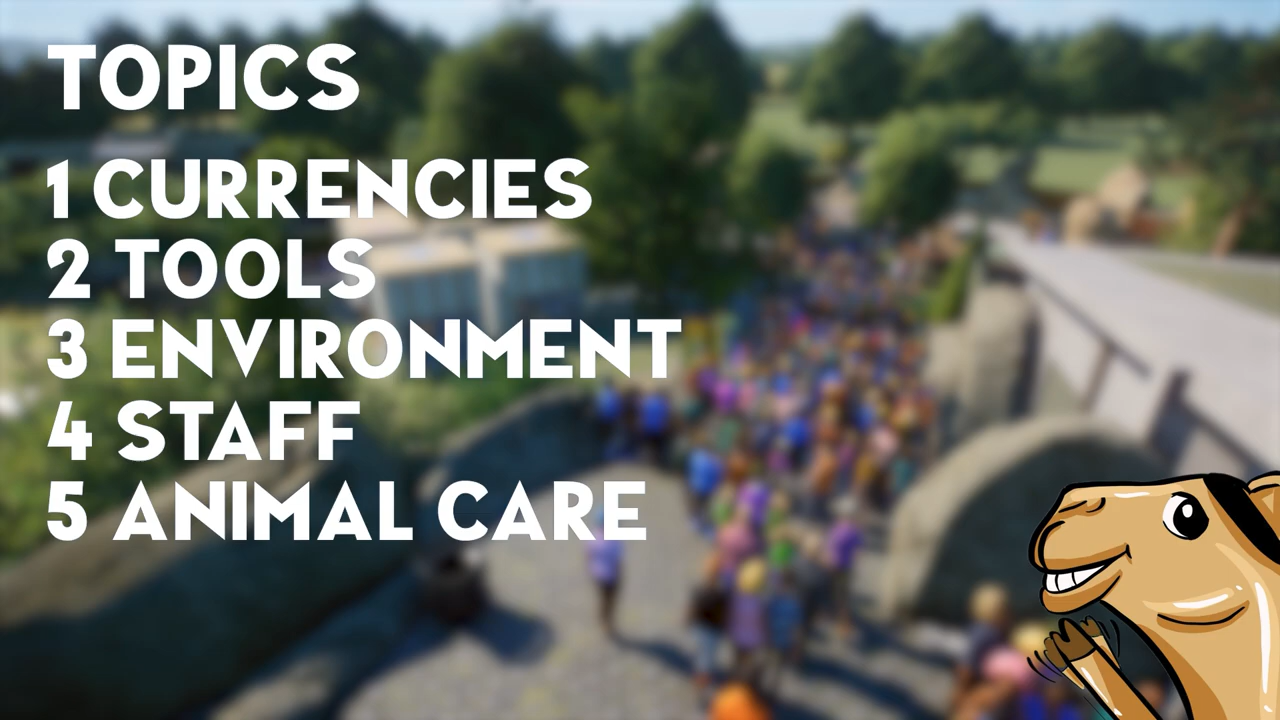 TOPICS
1 CURRENCIES
2 TOOLS
3 ENVIRONMENT
4 STAFF
5 ANIMAL CARE